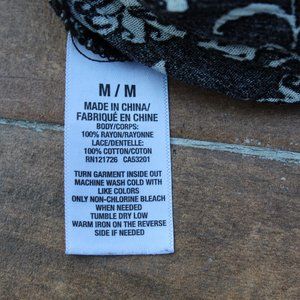 M / M
MADE IN CHINA/
FABRIQUÉ EN CHINE
BODY/CORPS:
100% RAYON/RAYONNE
LACE/DENTELLE:
100% COTTON/COTON
RN121726 CA53201
TURN GARMENT INSIDE OUT
MACHINE WASH COLD WITH
LIKE COLORS
ONLY NON-CHLORINE BLEACH
WHEN NEEDED
TUMBLE DRY LOW
WARM IRON ON THE REVERSE
SIDE IF NEEDED